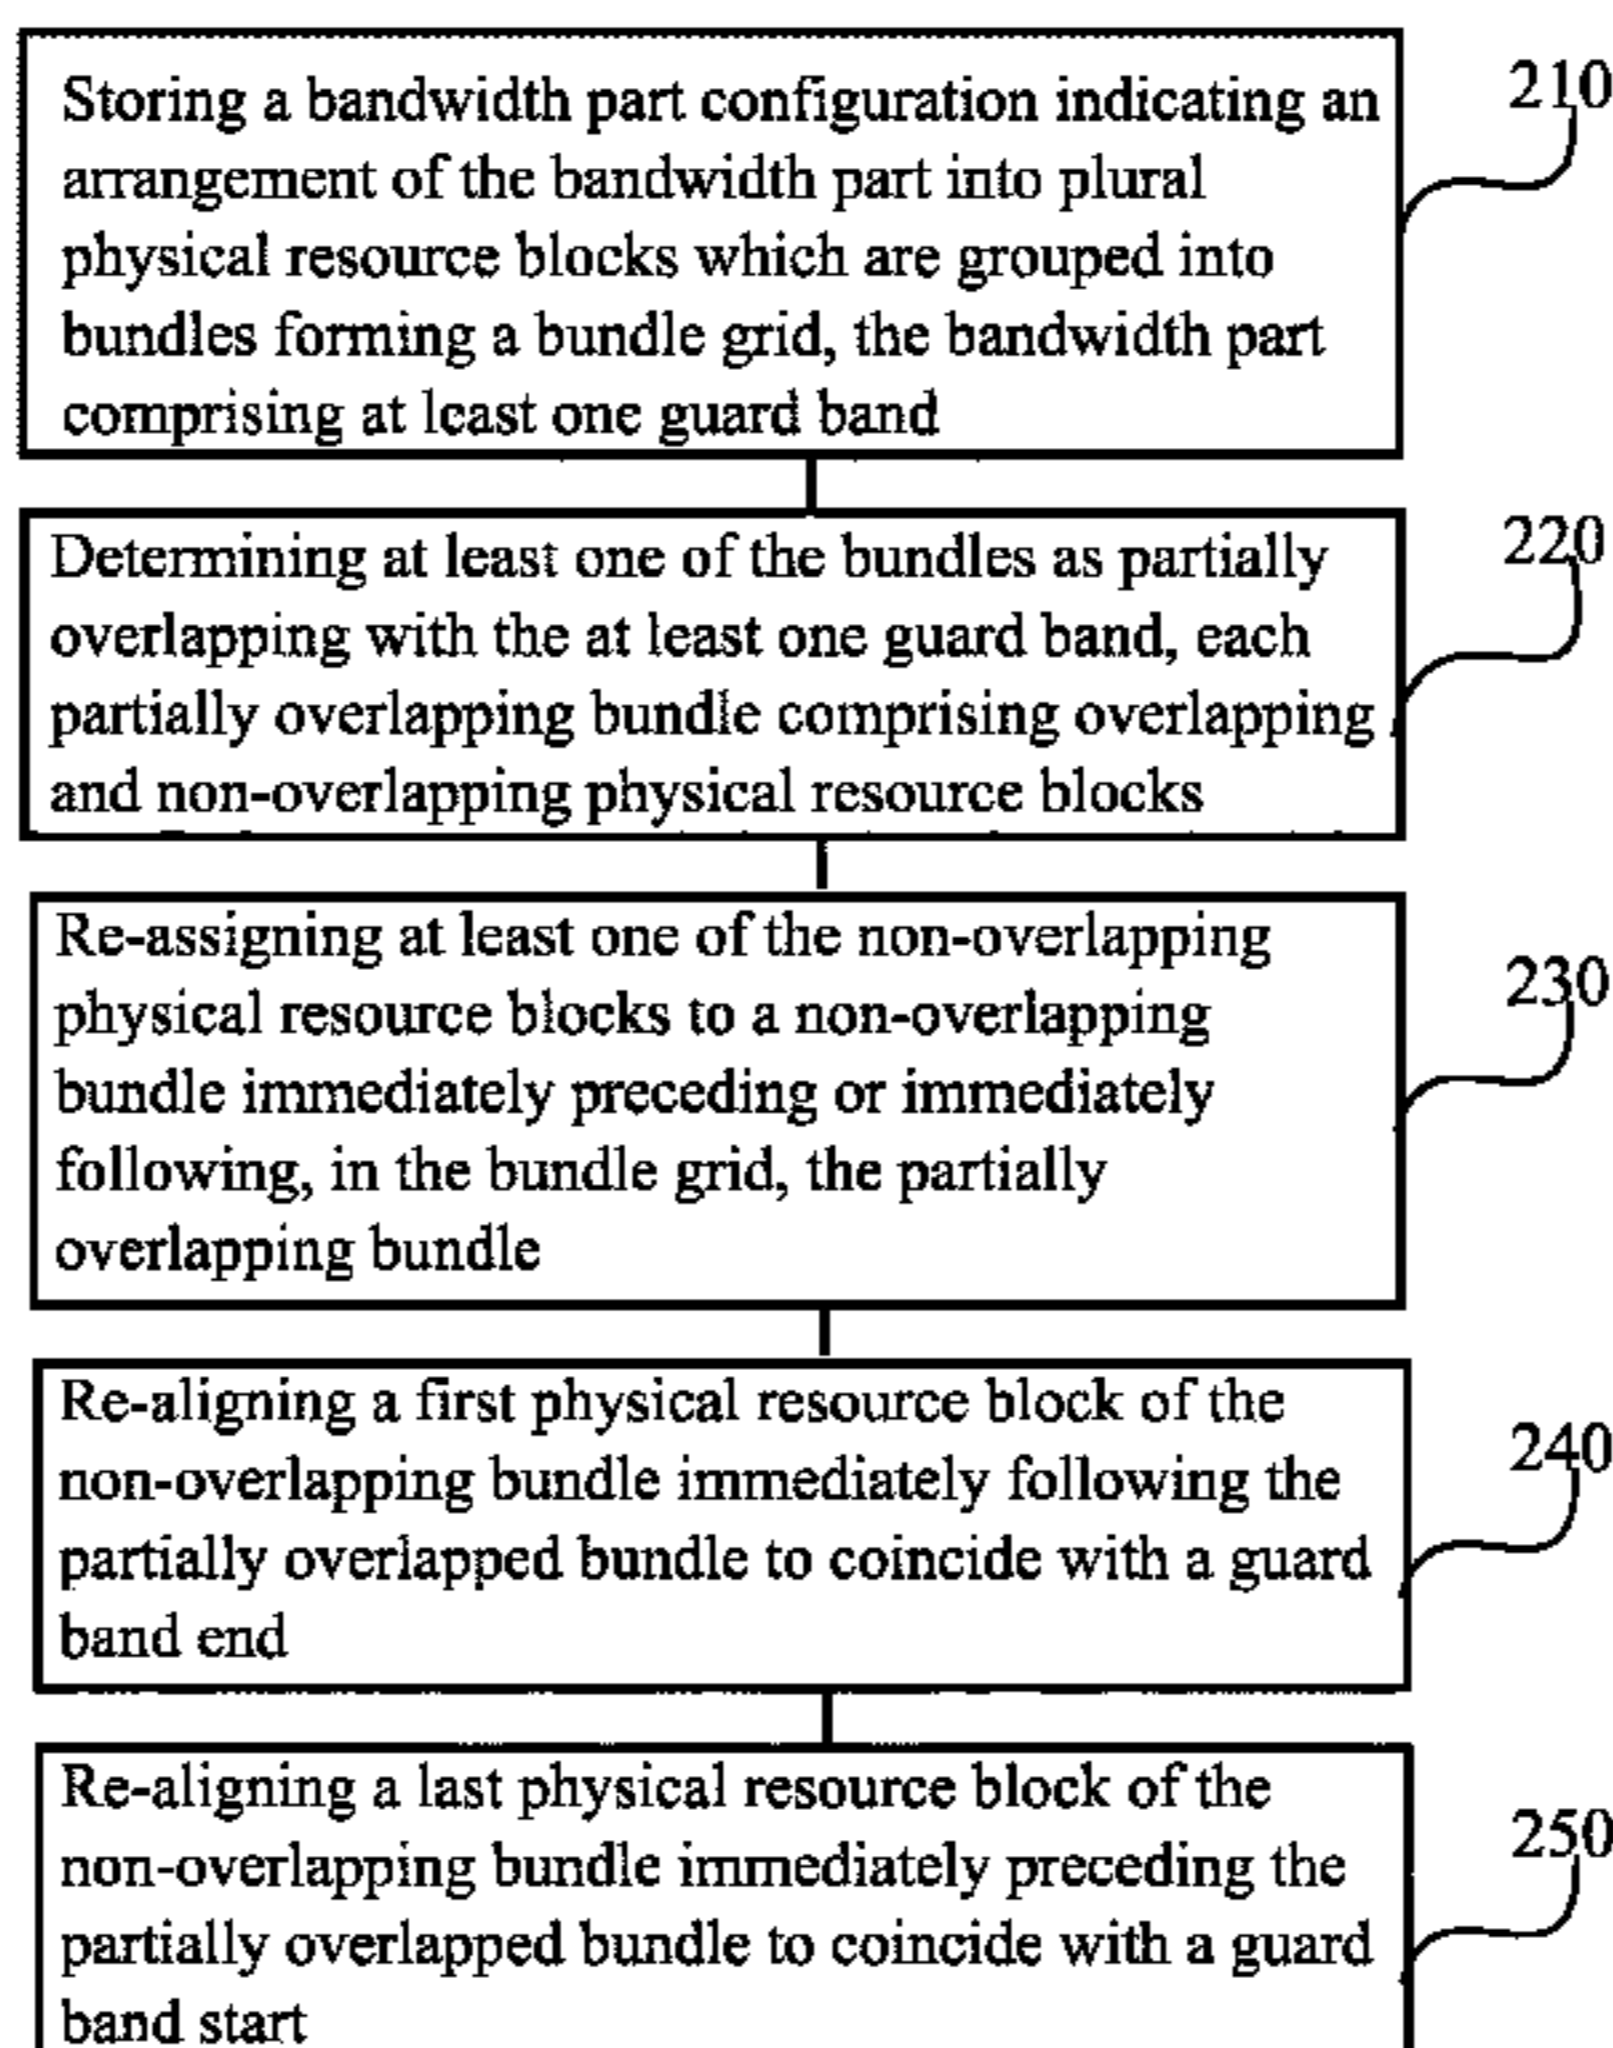 Storing a bandwidth part configuration indicating an
arrangement of the bandwidth part into plural
physical resource blocks which are grouped into
bundles forming a bundle grid, the bandwidth part
comprising at least one guard band
210
Determining at least one of the bundles as partially
overlapping with the at least one guard band, each
partially overlapping bundle comprising overlapping
and non-overlapping physical resource blocks
220
Re-assigning at least one of the non-overlapping
physical resource blocks to a non-overlapping
bundle immediately preceding or immediately
following, in the bundle grid, the partially
overlapping bundle
230
Re-aligning a first physical resource block of the
non-overlapping bundle immediately following the
partially overlapped bundle to coincide with a guard
band end
240
Re-aligning a last physical resource block of the
non-overlapping bundle immediately preceding the
partially overlapped bundle to coincide with a guard
band start
250